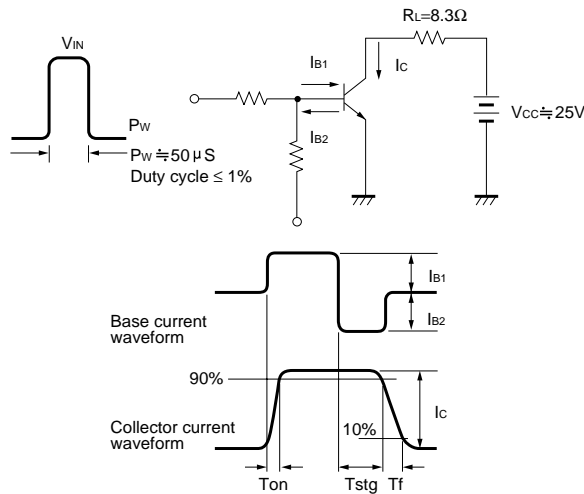 RL=8.3Ω
VIN
IB1
IC
VCC≒25V
PW
IB2
PW≒50µS
Duty cycle ≤ 1%
IB1
Base current
waveform
IB2
90%
IC
Collector current
waveform
10%
Ton
Tstg
Tf